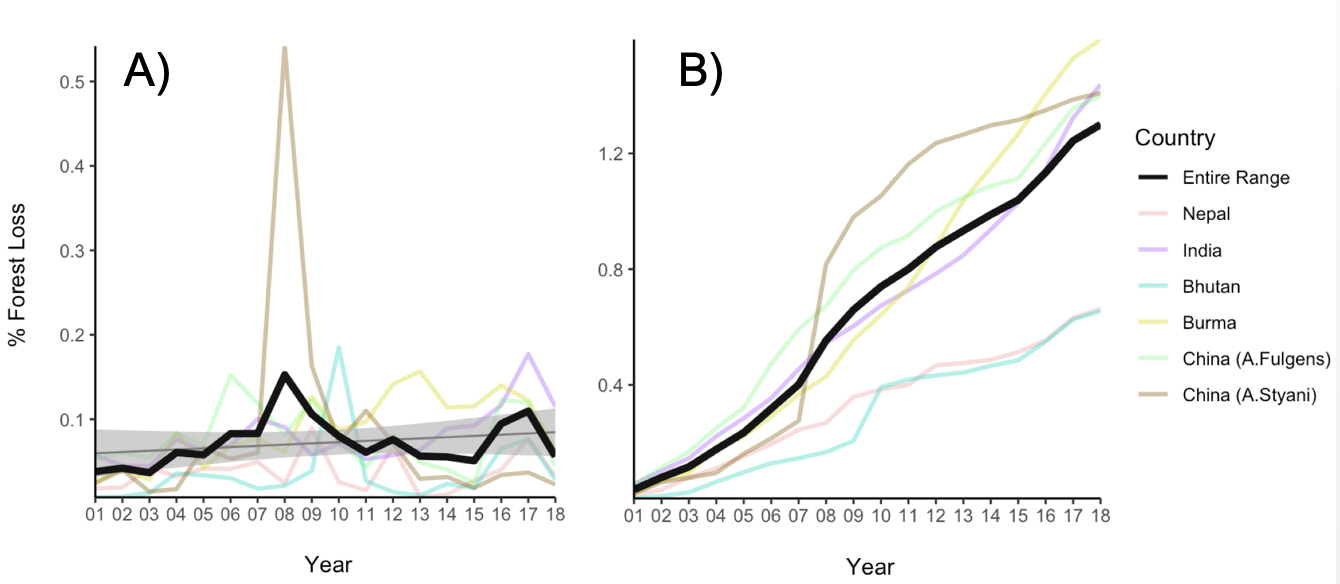 A)
B)
% Forest Loss
0.5
0.4
0.3
0.2
0.1
01 02 03 04 05 06 07 08 09 10 11 12 13 14 15 16 17 18
Year
1.2
0.8
0.4
01 02 03 04 05 06 07 08 09 10 11 12 13 14 15 16 17 18
Year
Country
Entire Range
Nepal
India
Bhutan
Burma
China (A.Fulgens)
China (A.Styani)